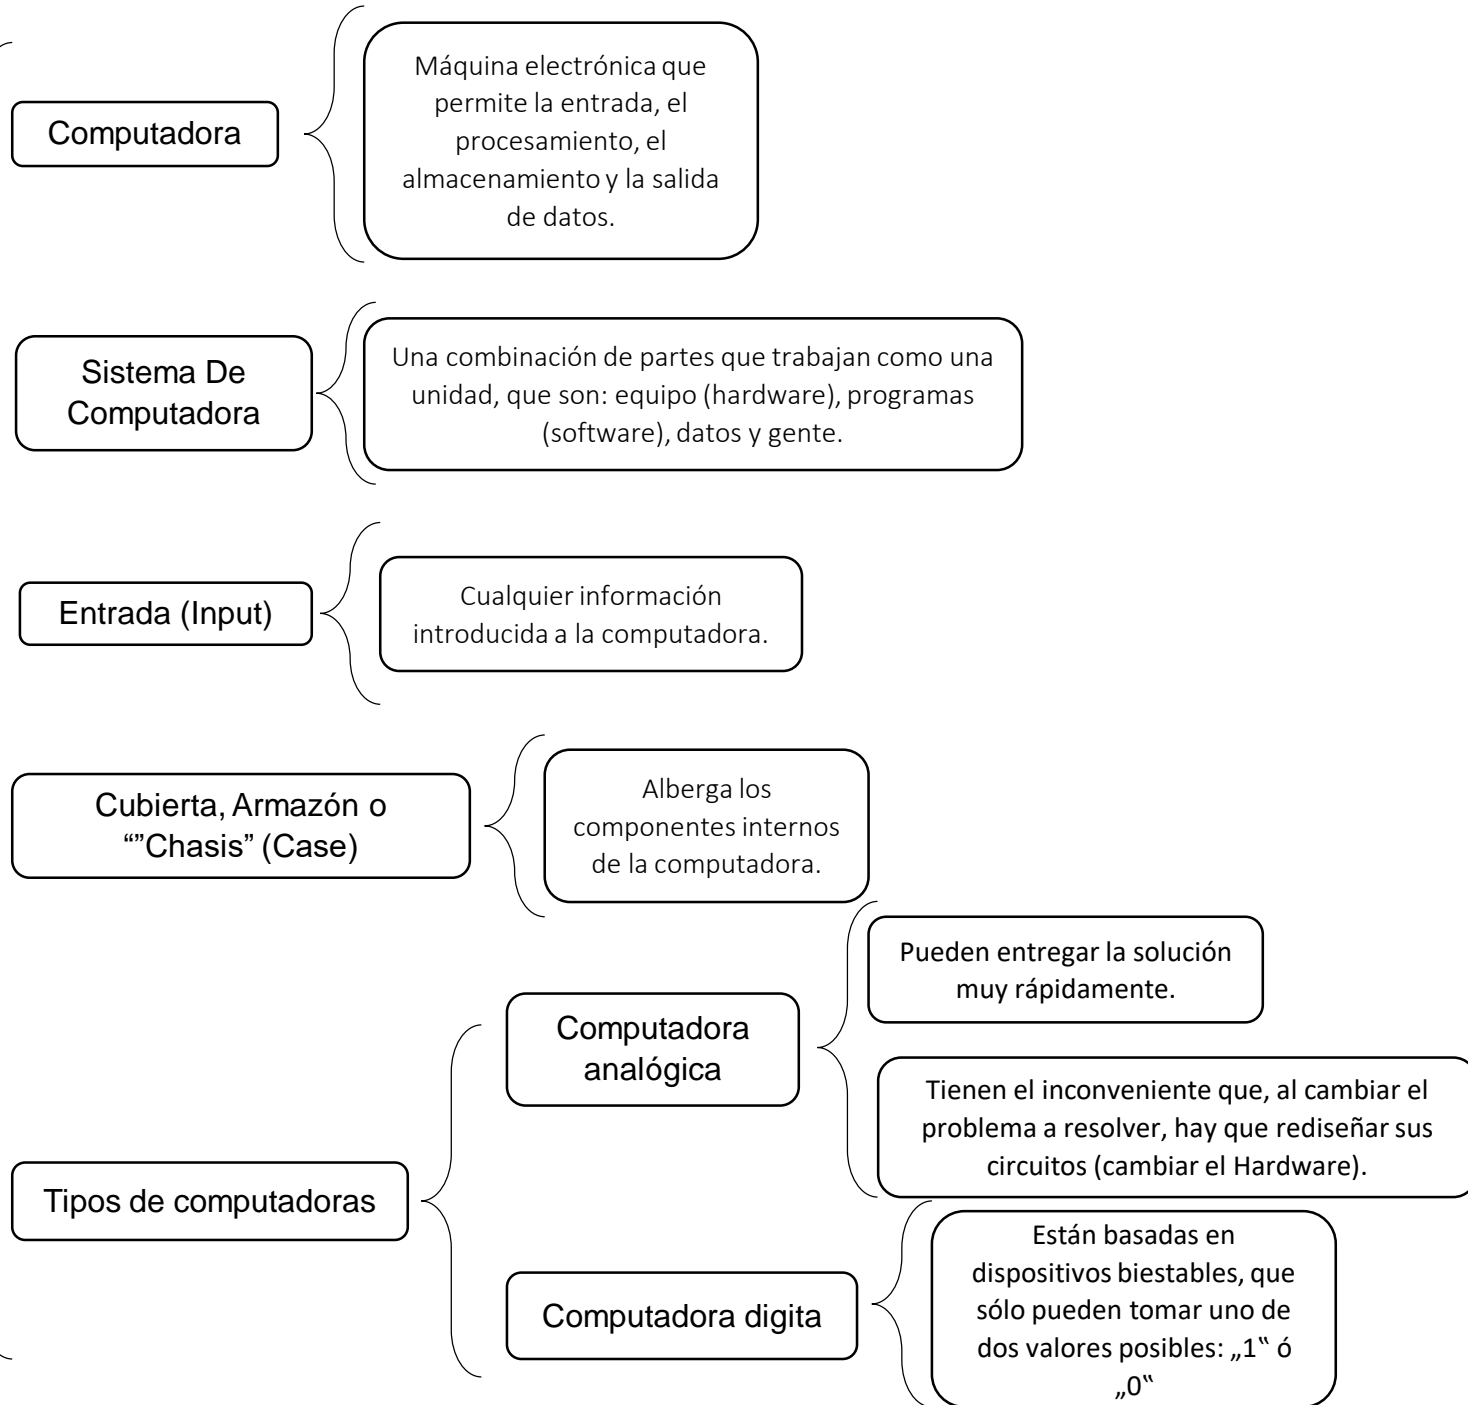 Computadora
Máquina electrónica que
permite la entrada, el
procesamiento, el
almacenamiento y la salida
de datos.
Sistema De
Computadora
Una combinación de partes que trabajan como una
unidad, que son: equipo (hardware), programas
(software), datos y gente.
Entrada (Input)
Cualquier información
introducida a la computadora.
Cubierta, Armazón o
“”Chasis” (Case)
Alberga los
componentes internos
de la computadora.
Tipos de computadoras
Computadora
analógica
Pueden entregar la solución
muy rápidamente.
Tienen el inconveniente que, al cambiar el
problema a resolver, hay que rediseñar sus
circuitos (cambiar el Hardware).
Computadora digita
Están basadas en
dispositivos biestables, que
sólo pueden tomar uno de
dos valores posibles: „1‟ ó
„0‟